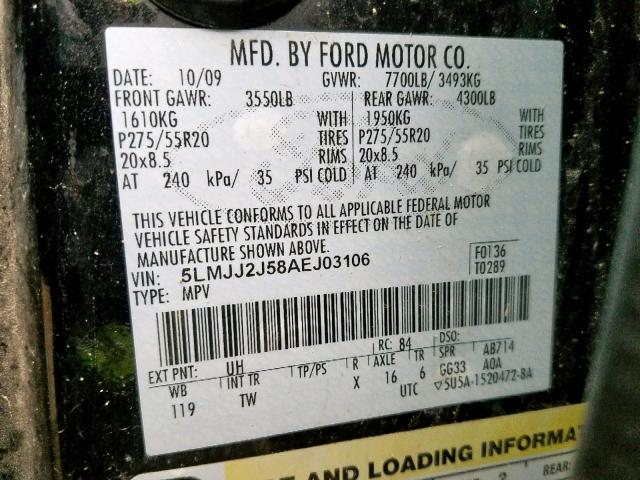 MFD. BY FORD MOTOR CO.
DATE: 10/09 GVWR: 7700LB/ 3493KG
FRONT GAWR: 3550LB REAR GAWR: 4300LB
1610KG WITH 1950KG WITH
P275/55R20 TIRES P275/55R20 TIRES
20x8.5 RIMS 20x8.5 RIMS
AT 240 kPa/ 35 PSI COLD AT 240 kPa/ 35 PSI COLD
THIS VEHICLE CONFORMS TO ALL APPLICABLE FEDERAL MOTOR
VEHICLE SAFETY STANDARDS IN EFFECT ON THE DATE OF
MANUFACTURE SHOWN ABOVE.
VIN: 5LMJJ2J58AEJ03106 F0136
TYPE: MPV T0289
EXT PNT: UH RC: 84 DSO:
WB INT TR TP/PS R AXLE TR SPR AB714
119 TW X 16 6 GG33 A0A
UTC ▽5U5A-1520472-BA
AND LOADING INFORMA
REAR: